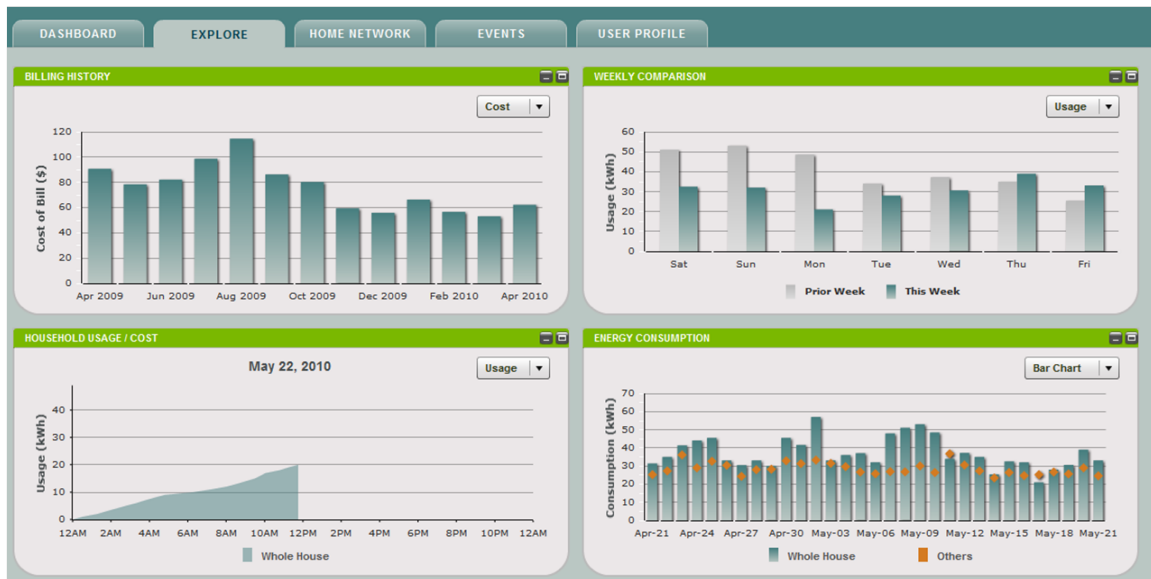 DASHBOARD EXPLORE HOME NETWORK EVENTS USER PROFILE
BILLING HISTORY
Cost
Cost of Bill ($)
120
100
80
60
40
20
0
Apr 2009 Jun 2009 Aug 2009 Oct 2009 Dec 2009 Feb 2010 Apr 2010
WEEKLY COMPARISON
Usage
Usage (kWh)
60
50
40
30
20
10
0
Sat Sun Mon Tue Wed Thu Fri
Prior Week This Week
HOUSEHOLD USAGE / COST
May 22, 2010
Usage
Usage (kWh)
40
30
20
10
0
12AM 2AM 4AM 6AM 8AM 10AM 12PM 2PM 4PM 6PM 8PM 10PM 12AM
Whole House
ENERGY CONSUMPTION
Bar Chart
Consumption (kWh)
70
60
50
40
30
20
10
0
Apr-21 Apr-24 Apr-27 Apr-30 May-03 May-06 May-09 May-12 May-15 May-18 May-21
Whole House Others